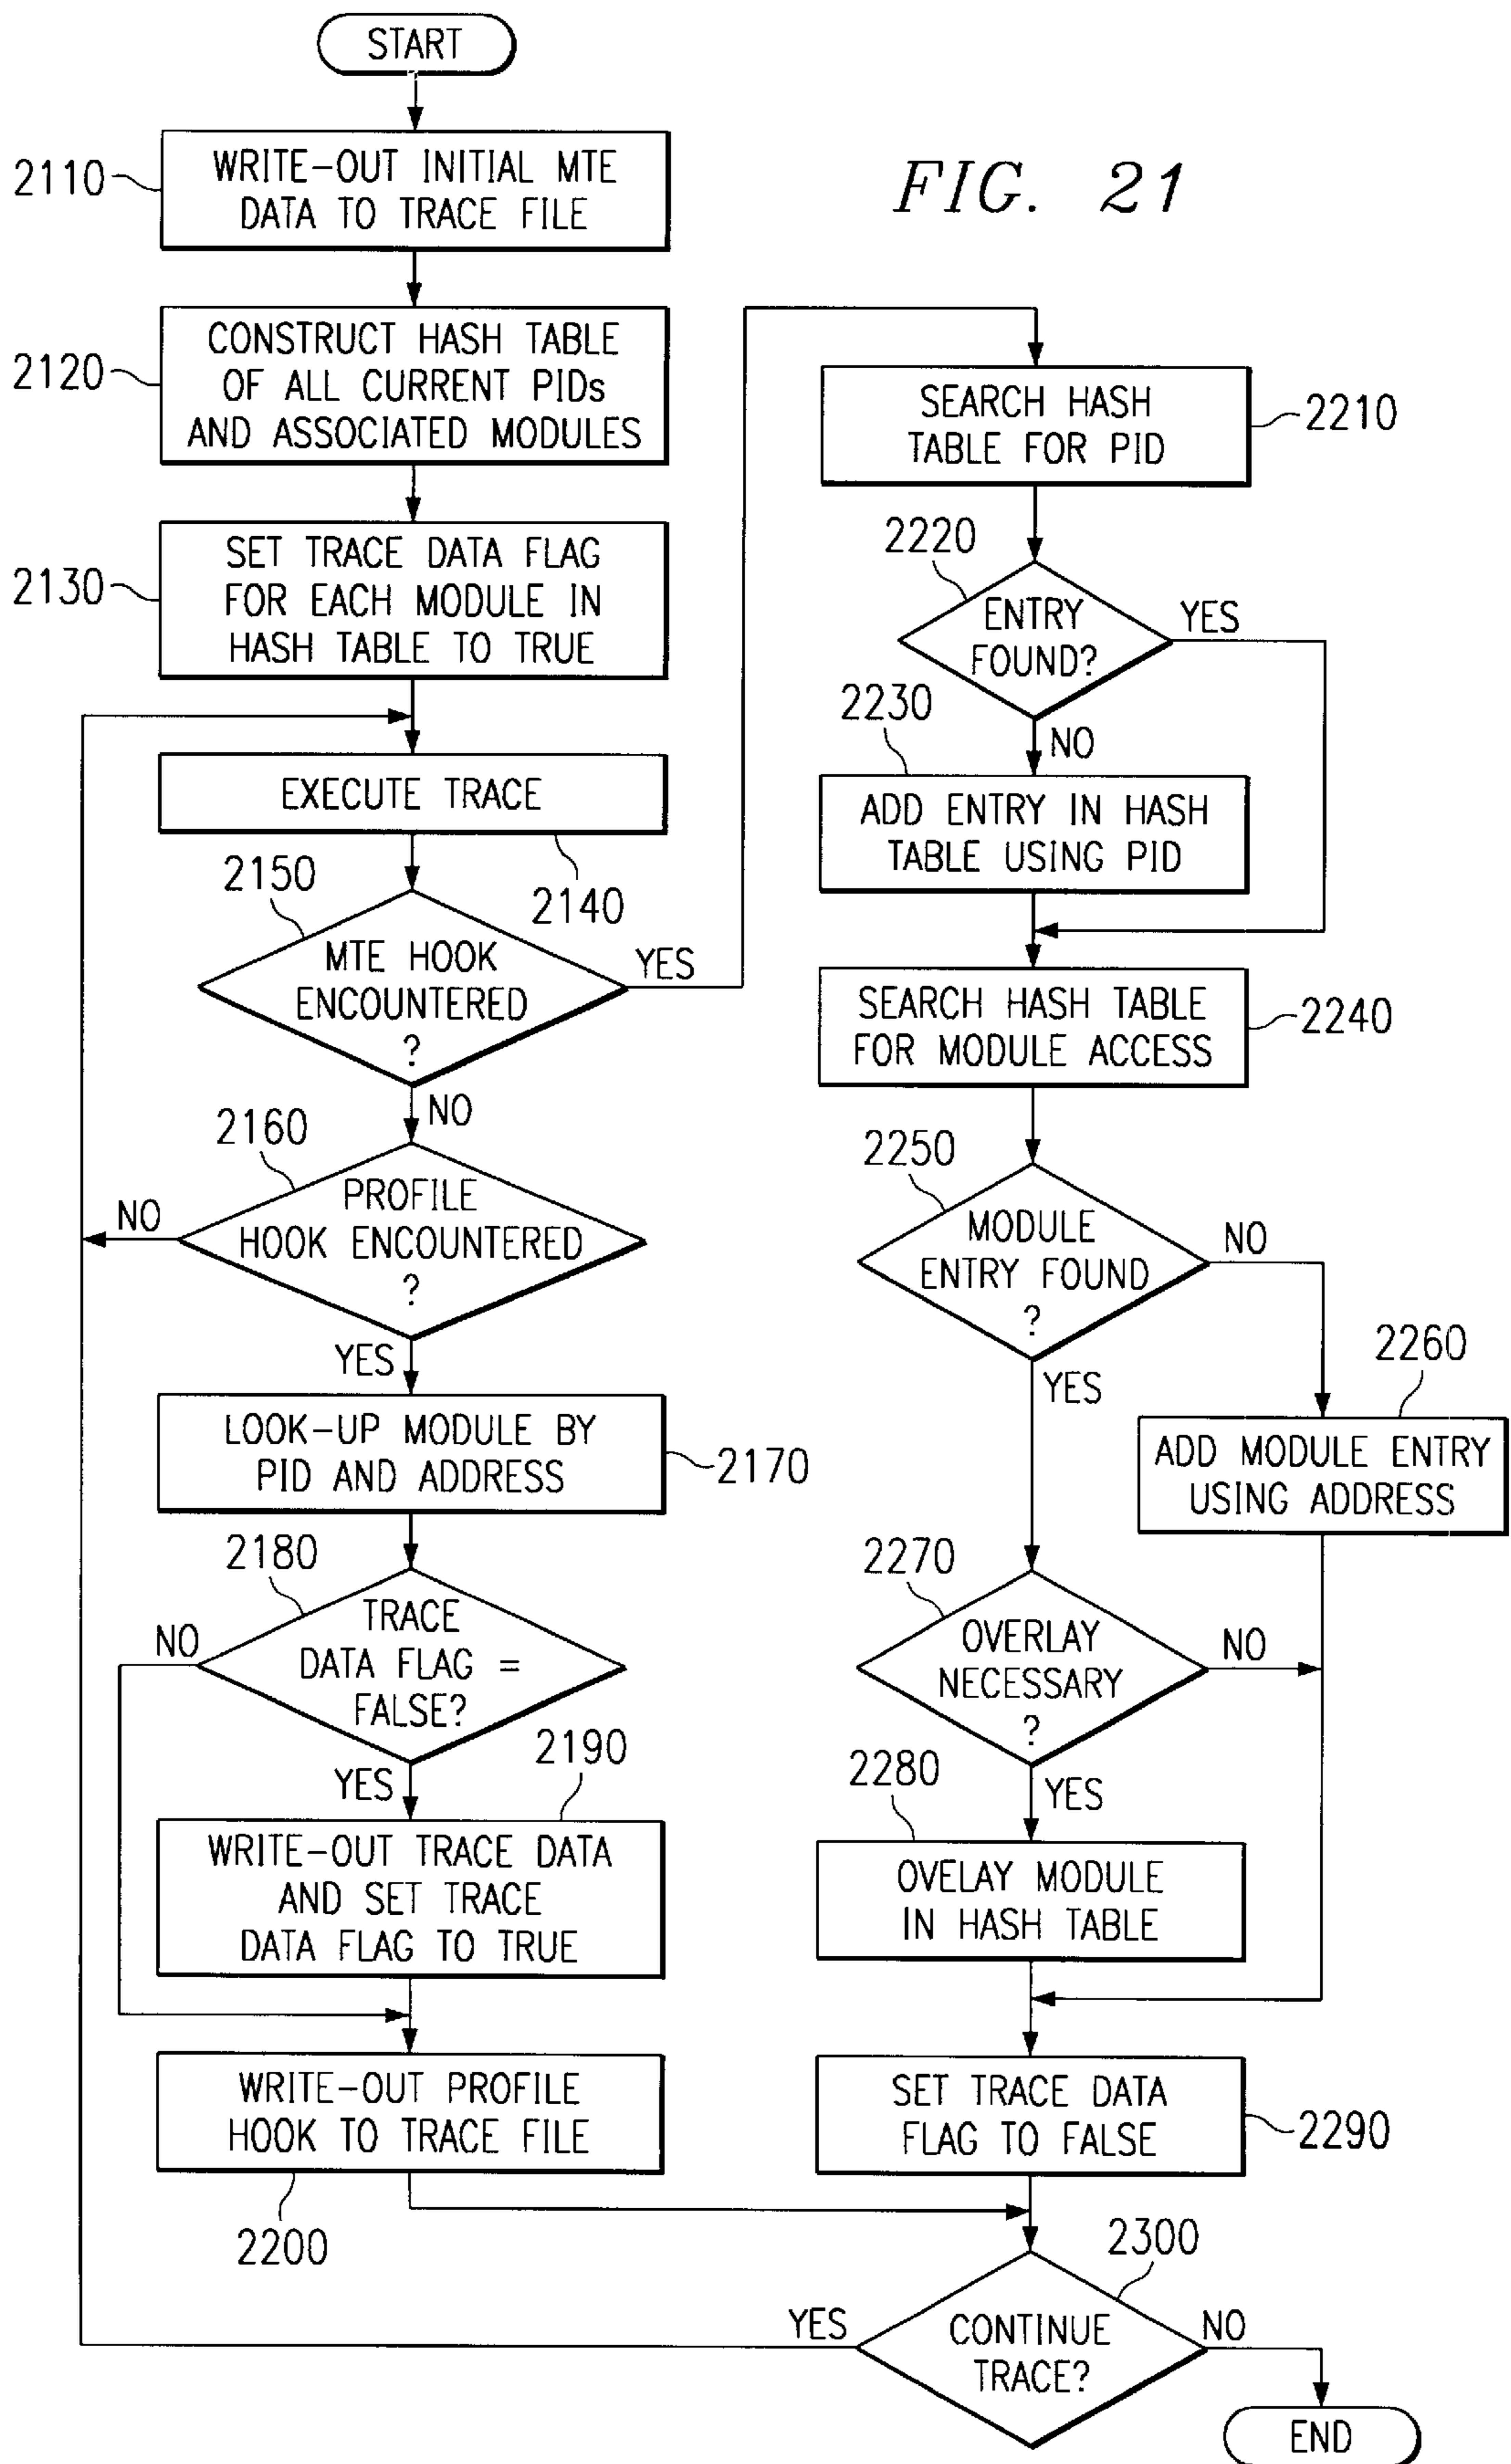 START
2110
WRITE-OUT INITIAL MTE
DATA TO TRACE FILE
FIG. 21
2120
CONSTRUCT HASH TABLE
OF ALL CURRENT PIDs
AND ASSOCIATED MODULES
2130
SET TRACE DATA FLAG
FOR EACH MODULE IN
HASH TABLE TO TRUE
EXECUTE TRACE
2140
2150
MTE HOOK
ENCOUNTERED
?
YES
NO
2160
PROFILE
HOOK ENCOUNTERED
?
NO
YES
LOOK-UP MODULE BY
PID AND ADDRESS
2170
2180
TRACE
DATA FLAG =
FALSE?
NO
YES
2190
WRITE-OUT TRACE DATA
AND SET TRACE
DATA FLAG TO TRUE
WRITE-OUT PROFILE
HOOK TO TRACE FILE
2200
SEARCH HASH
TABLE FOR PID
2210
2220
ENTRY
FOUND?
YES
NO
2230
ADD ENTRY IN HASH
TABLE USING PID
SEARCH HASH TABLE
FOR MODULE ACCESS
2240
2250
MODULE
ENTRY FOUND
?
NO
YES
2260
ADD MODULE ENTRY
USING ADDRESS
2270
OVERLAY
NECESSARY
?
NO
YES
2280
OVELAY MODULE
IN HASH TABLE
SET TRACE DATA
FLAG TO FALSE
2290
2300
CONTINUE
TRACE?
YES
NO
END